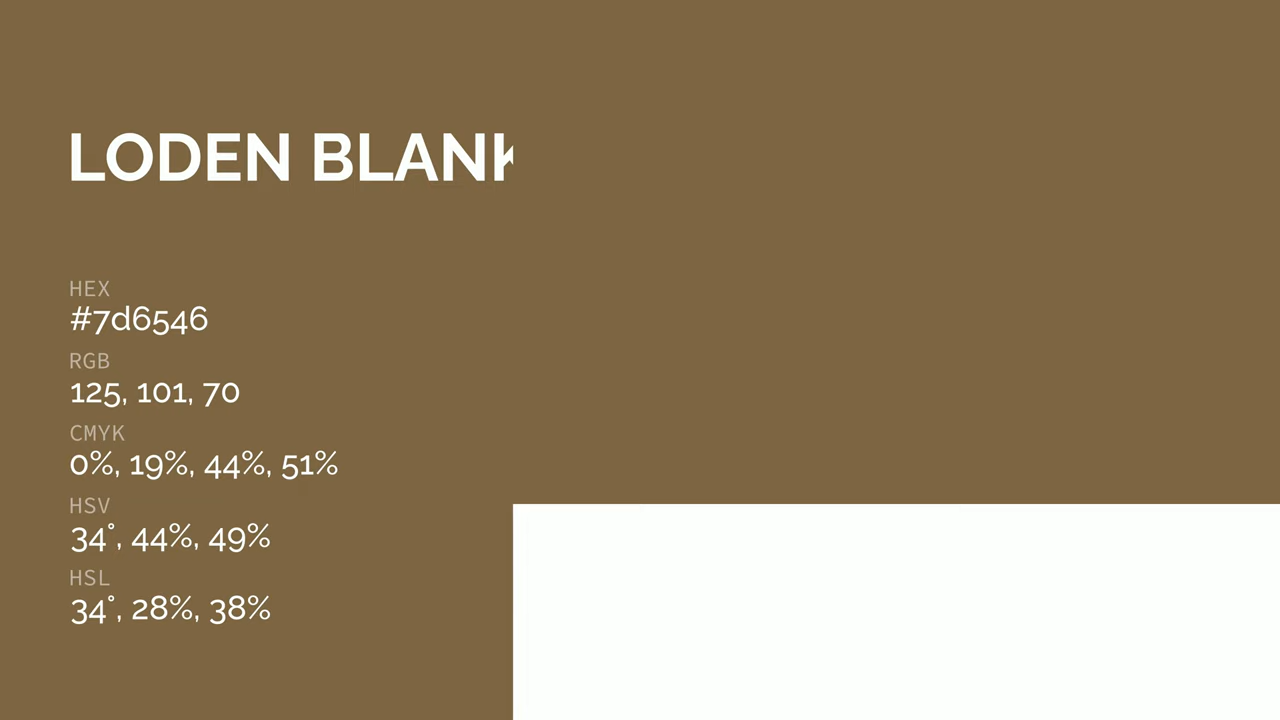 LODEN BLANK
HEX
#7d6546
RGB
125, 101, 70
CMYK
0%, 19%, 44%, 51%
HSV
34°, 44%, 49%
HSL
34°, 28%, 38%